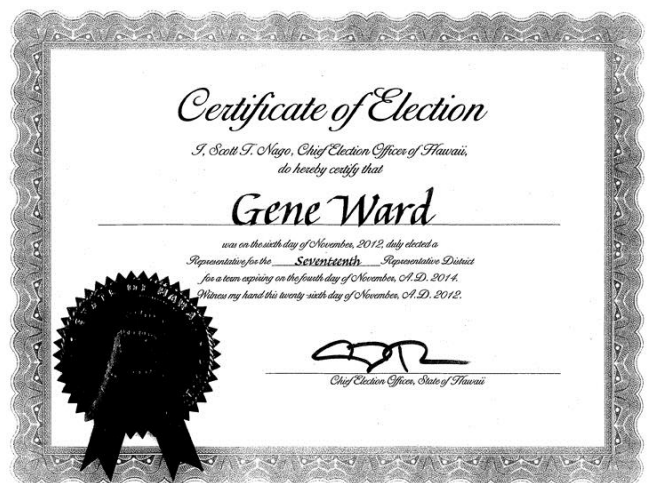 Certificate of Election
I, Scott T. Nago, Chief Election Officer of Hawaii,
do hereby certify that
Gene Ward
was on the sixth day of November, 2012, duly elected a
Representative for the Seventeenth Representative District
for a term expiring on the fourth day of November, A.D. 2014.
Witness my hand this twenty-sixth day of November, A.D. 2012.
Chief Election Officer, State of Hawaii
STATE OF HAWAII